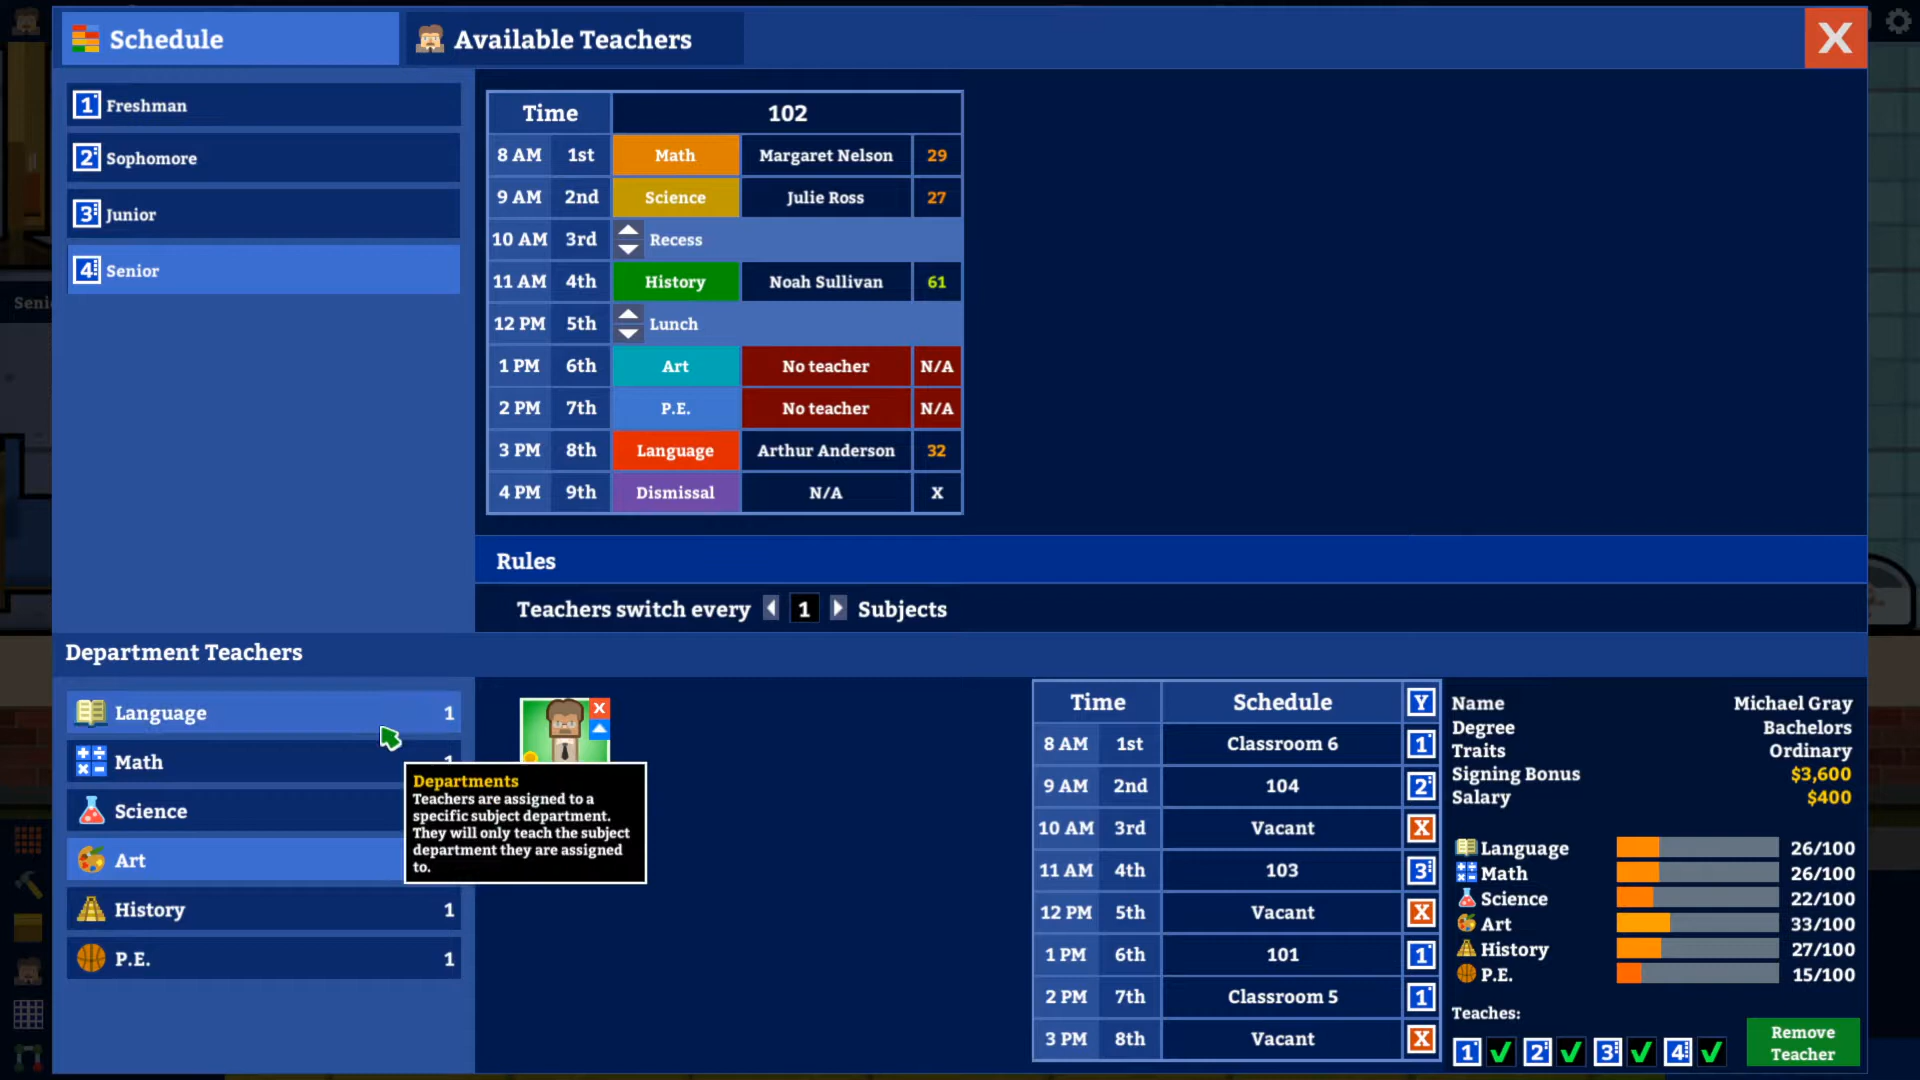 Schedule
Available Teachers
X
1 Freshman
2 Sophomore
3 Junior
4 Senior
Time 102
8 AM 1st Math Margaret Nelson 29
9 AM 2nd Science Julie Ross 27
10 AM 3rd Recess
11 AM 4th History Noah Sullivan 61
12 PM 5th Lunch
1 PM 6th Art No teacher N/A
2 PM 7th P.E. No teacher N/A
3 PM 8th Language Arthur Anderson 32
4 PM 9th Dismissal N/A X
Rules
Teachers switch every 1 Subjects
Department Teachers
Language 1
Math
Science
Art
History 1
P.E. 1
X
Departments
Teachers are assigned to a
specific subject department.
They will only teach the subject
department they are assigned
to.
Time Schedule Y
8 AM 1st Classroom 6 1
9 AM 2nd 104 2
10 AM 3rd Vacant X
11 AM 4th 103 3
12 PM 5th Vacant X
1 PM 6th 101 1
2 PM 7th Classroom 5 1
3 PM 8th Vacant X
Name Michael Gray
Degree Bachelors
Traits Ordinary
Signing Bonus $3,600
Salary $400
Language 26/100
Math 26/100
Science 22/100
Art 33/100
History 27/100
P.E. 15/100
Teaches:
1 2 3 4
Remove
Teacher